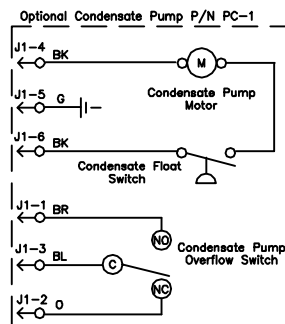 Optional Condensate Pump P/N PC-1
J1-4
BK
M
Condensate Pump
Motor
J1-5
G
J1-6
BK
Condensate Float
Switch
J1-1
BR
NO
Condensate Pump
Overflow Switch
J1-3
BL
C
NC
J1-2
O